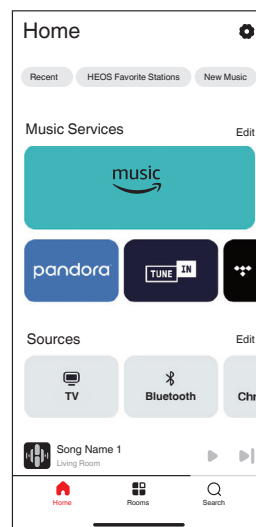 Home
Recent HEOS Favorite Stations New Music
Music Services Edit
music
pandora TUNE IN
Sources Edit
TV Bluetooth Chr
Song Name 1
Living Room
Home Rooms Search